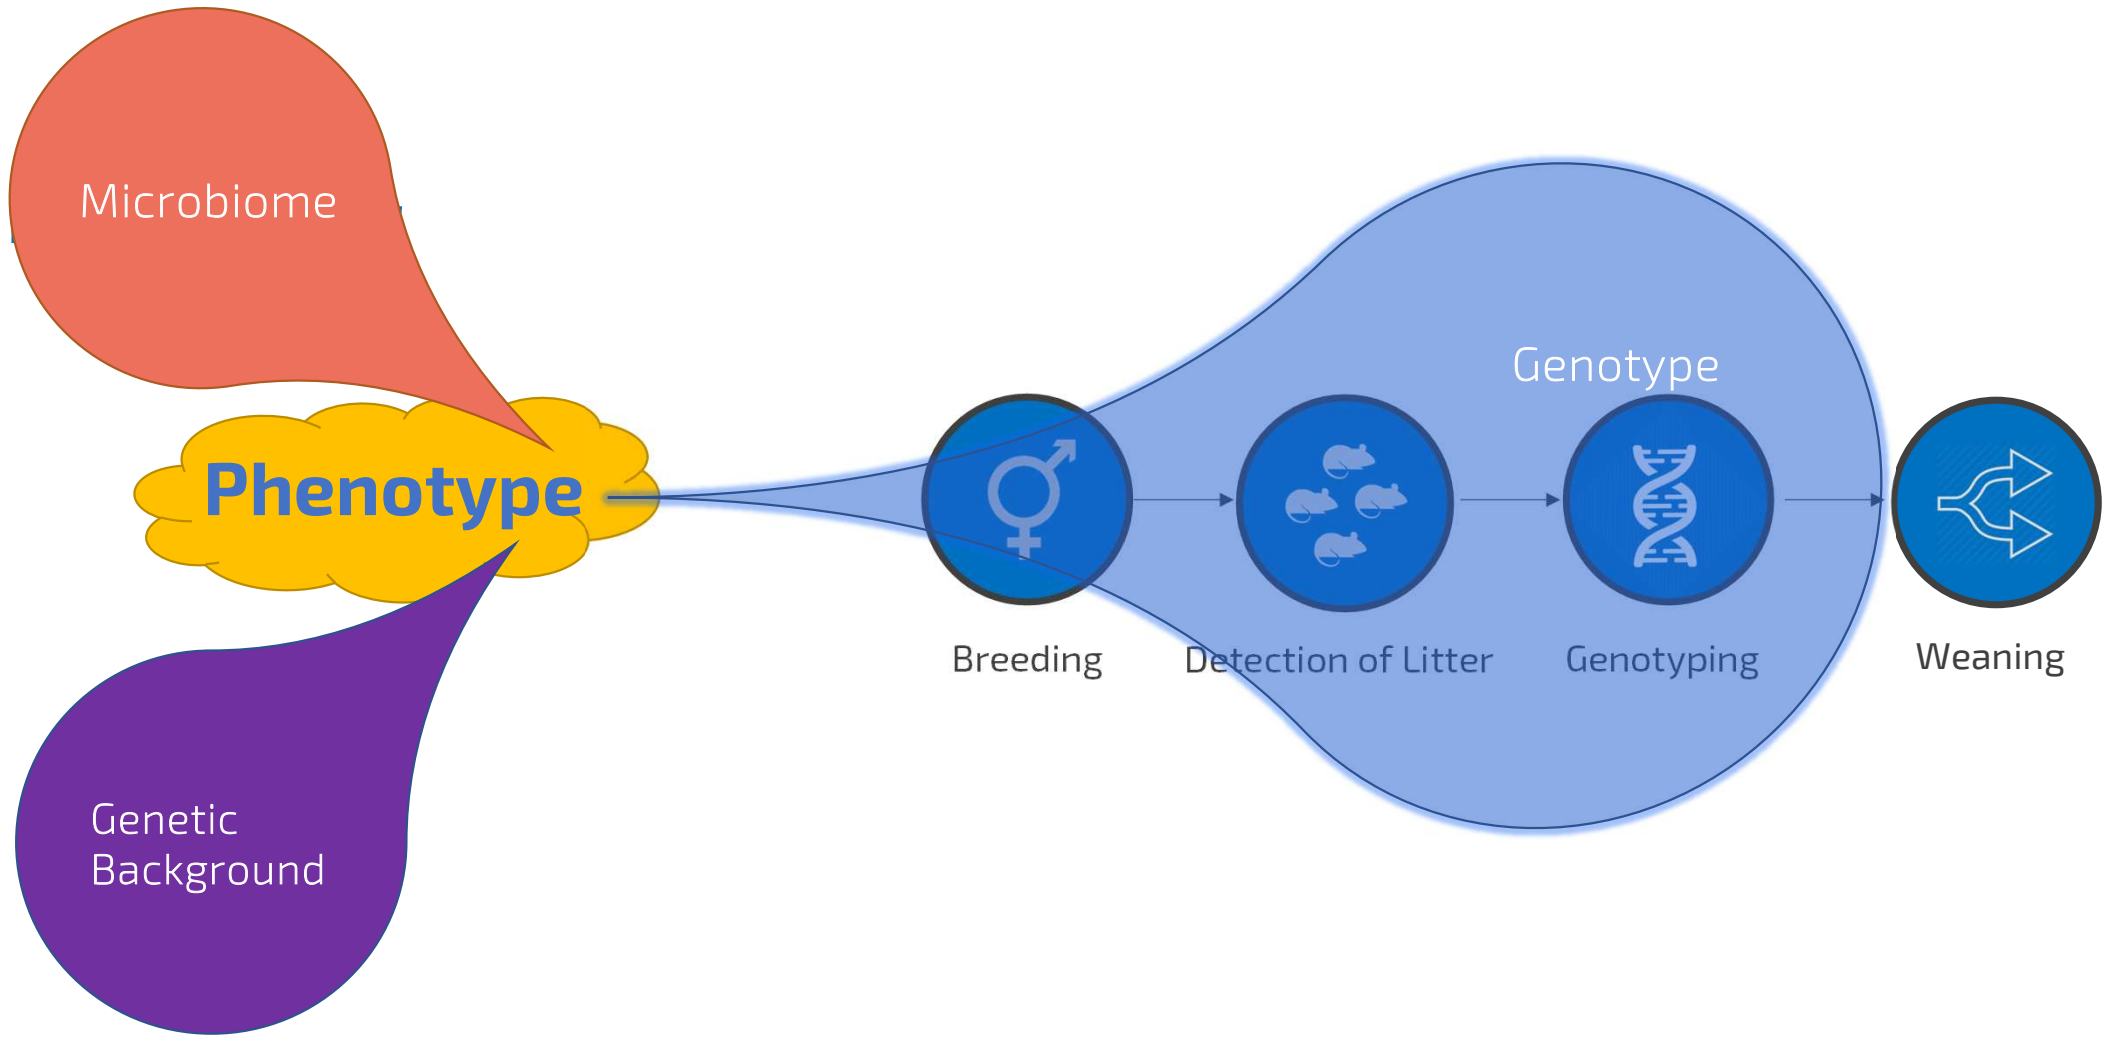 Microbiome
Genotype
Phenotype
Breeding
Detection of Litter
Genotyping
Weaning
Genetic
Background